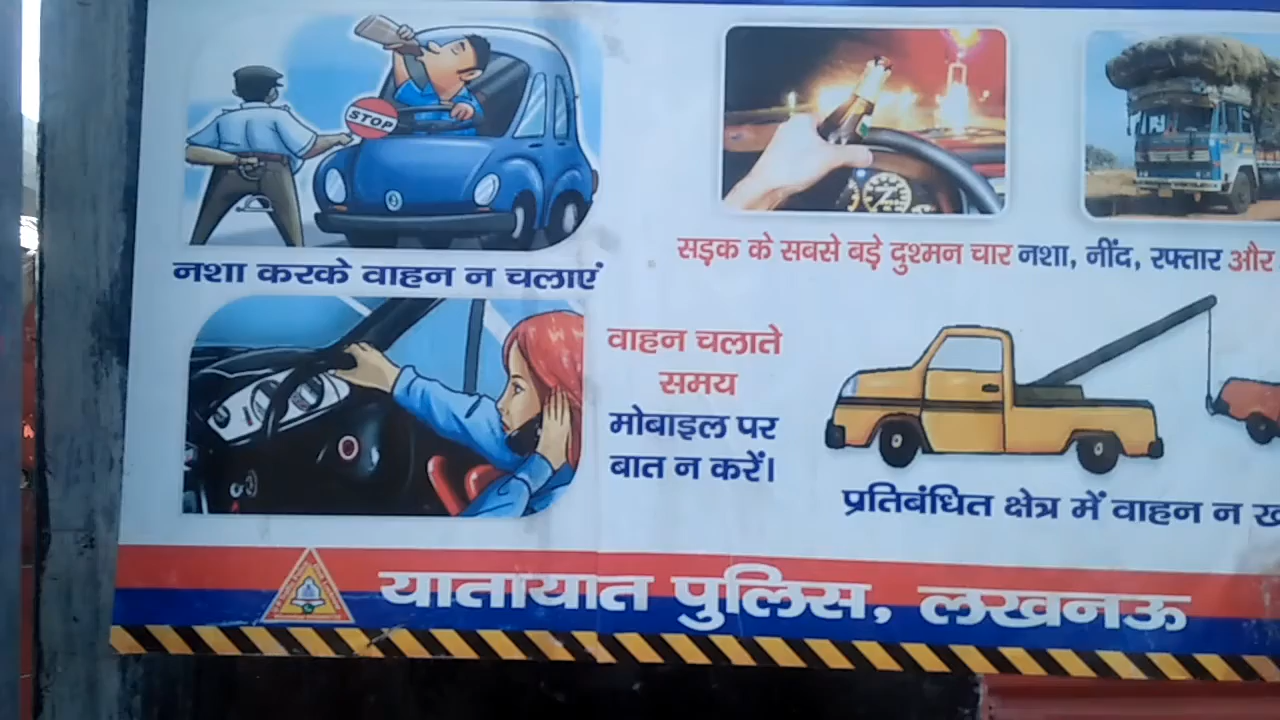 STOP
नशा करके वाहन न चलाएं
सड़क के सबसे बड़े दुश्मन चार नशा, नींद, रफ्तार और
वाहन चलाते
समय
मोबाइल पर
बात न करें।
प्रतिबंधित क्षेत्र में वाहन न
यातायात पुलिस, लखनऊ